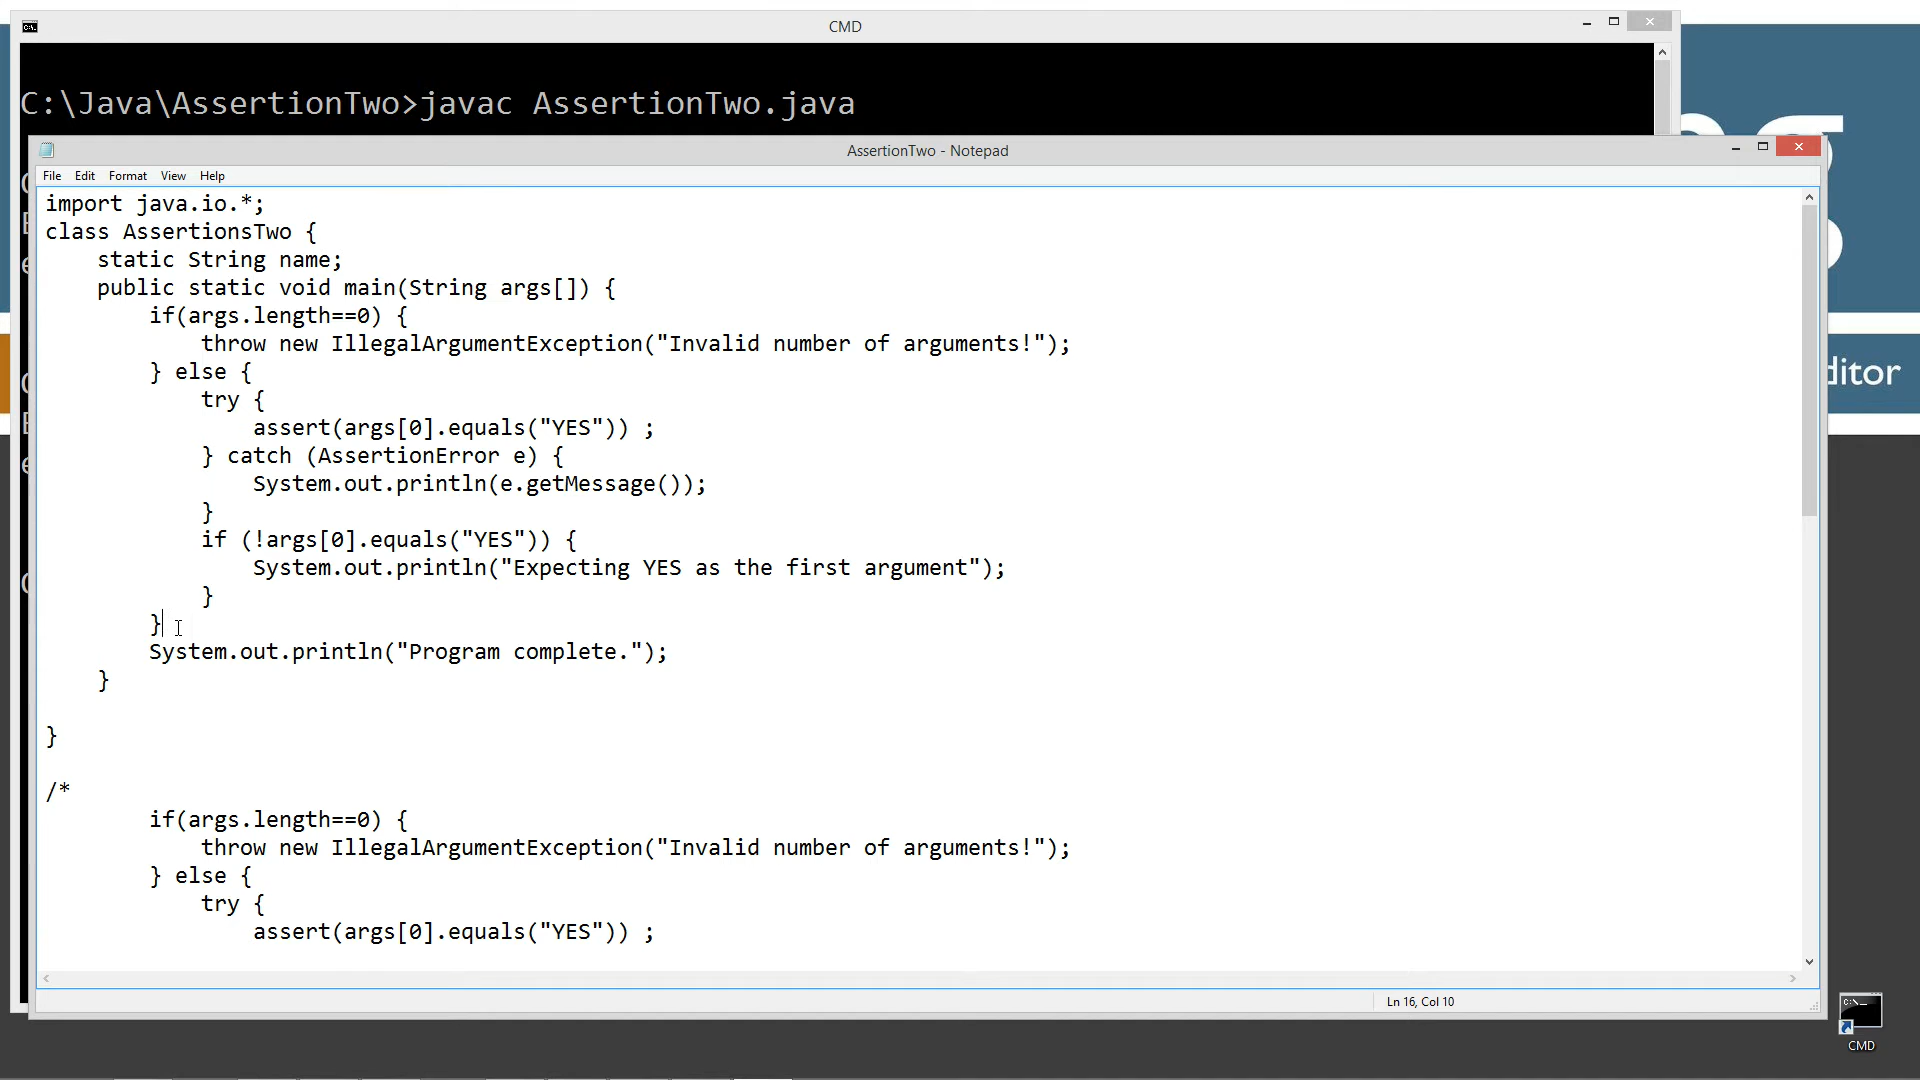 CMD
C:\Java\AssertionTwo>javac AssertionTwo.java
AssertionTwo - Notepad
File Edit Format View Help
import java.io.*;
class AssertionsTwo {
    static String name;
    public static void main(String args[]) {
        if(args.length==0) {
            throw new IllegalArgumentException("Invalid number of arguments!");
        } else {
            try {
                assert(args[0].equals("YES")) ;
            } catch (AssertionError e) {
                System.out.println(e.getMessage());
            }
            if (!args[0].equals("YES")) {
                System.out.println("Expecting YES as the first argument");
            }
        }
        System.out.println("Program complete.");
    }
}
/*
        if(args.length==0) {
            throw new IllegalArgumentException("Invalid number of arguments!");
        } else {
            try {
                assert(args[0].equals("YES")) ;
Ln 16, Col 10
ditor
CMD